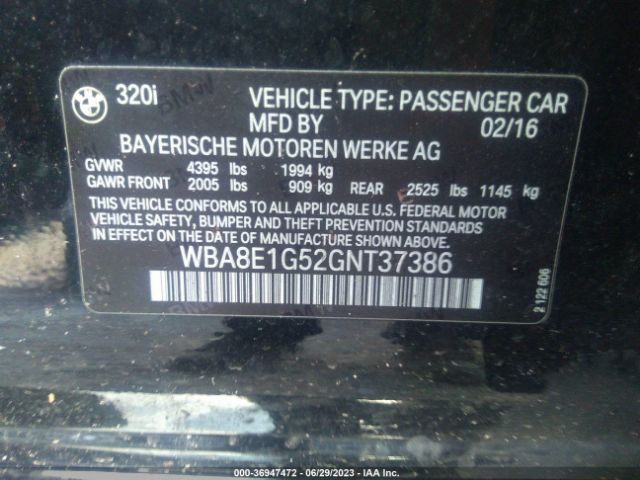 320i VEHICLE TYPE: PASSENGER CAR
MFD BY 02/16
BAYERISCHE MOTOREN WERKE AG
GVWR 4395 lbs 1994 kg
GAWR FRONT 2005 lbs 909 kg REAR 2525 lbs 1145 kg
THIS VEHICLE CONFORMS TO ALL APPLICABLE U.S. FEDERAL MOTOR
VEHICLE SAFETY, BUMPER AND THEFT PREVENTION STANDARDS
IN EFFECT ON THE DATE OF MANUFACTURE SHOWN ABOVE.
WBA8E1G52GNT37386
2 122 606
000-36947472 - 06/29/2023 - IAA Inc.